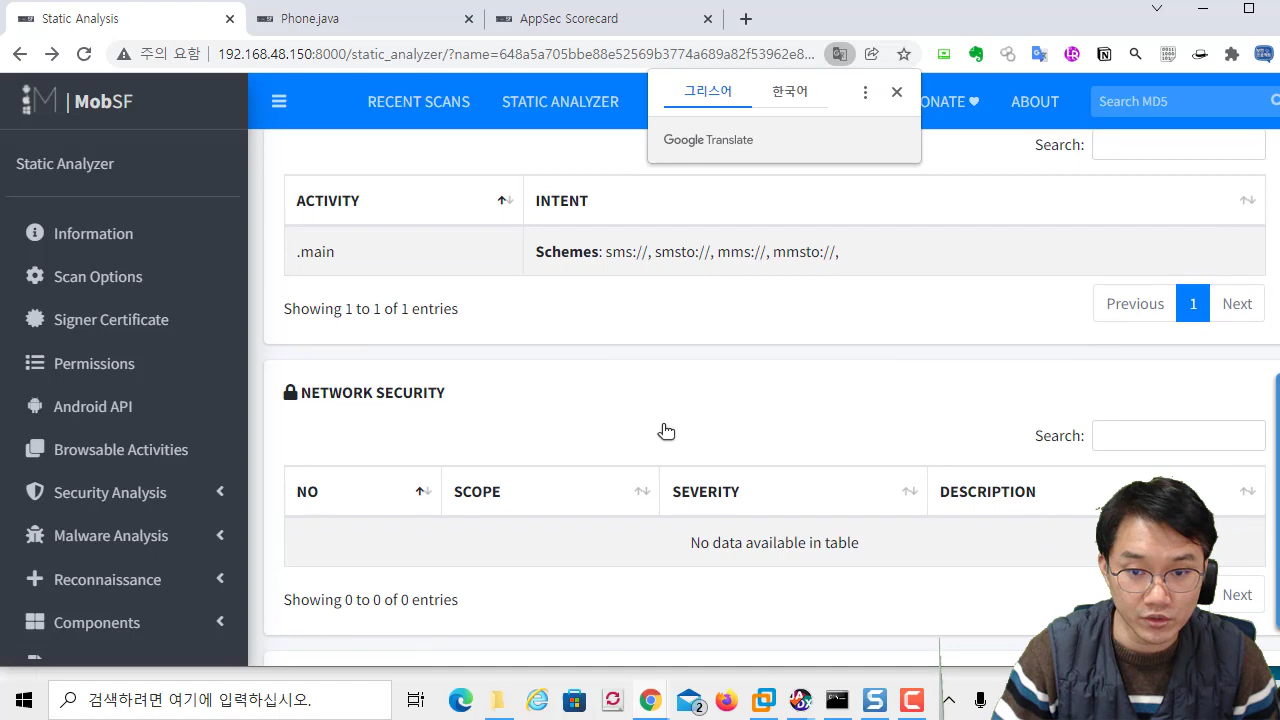 Static Analysis
Phone.java
AppSec Scorecard
주의 요함
192.168.48.150:8000/static_analyzer/?name=648a5a705bbe88e52569b3774a689a82f53962e8...
| MobSF
RECENT SCANS
STATIC ANALYZER
ONATE
ABOUT
Search MD5
그리스어
한국어
Google Translate
Static Analyzer
Information
Scan Options
Signer Certificate
Permissions
Android API
Browsable Activities
Security Analysis
Malware Analysis
Reconnaissance
Components
Search:
ACTIVITY
INTENT
.main
Schemes: sms://, smsto://, mms://, mmsto://,
Showing 1 to 1 of 1 entries
Previous
1
Next
NETWORK SECURITY
Search:
NO
SCOPE
SEVERITY
DESCRIPTION
No data available in table
Showing 0 to 0 of 0 entries
Next
검색하려면 여기에 입력하십시오.
2